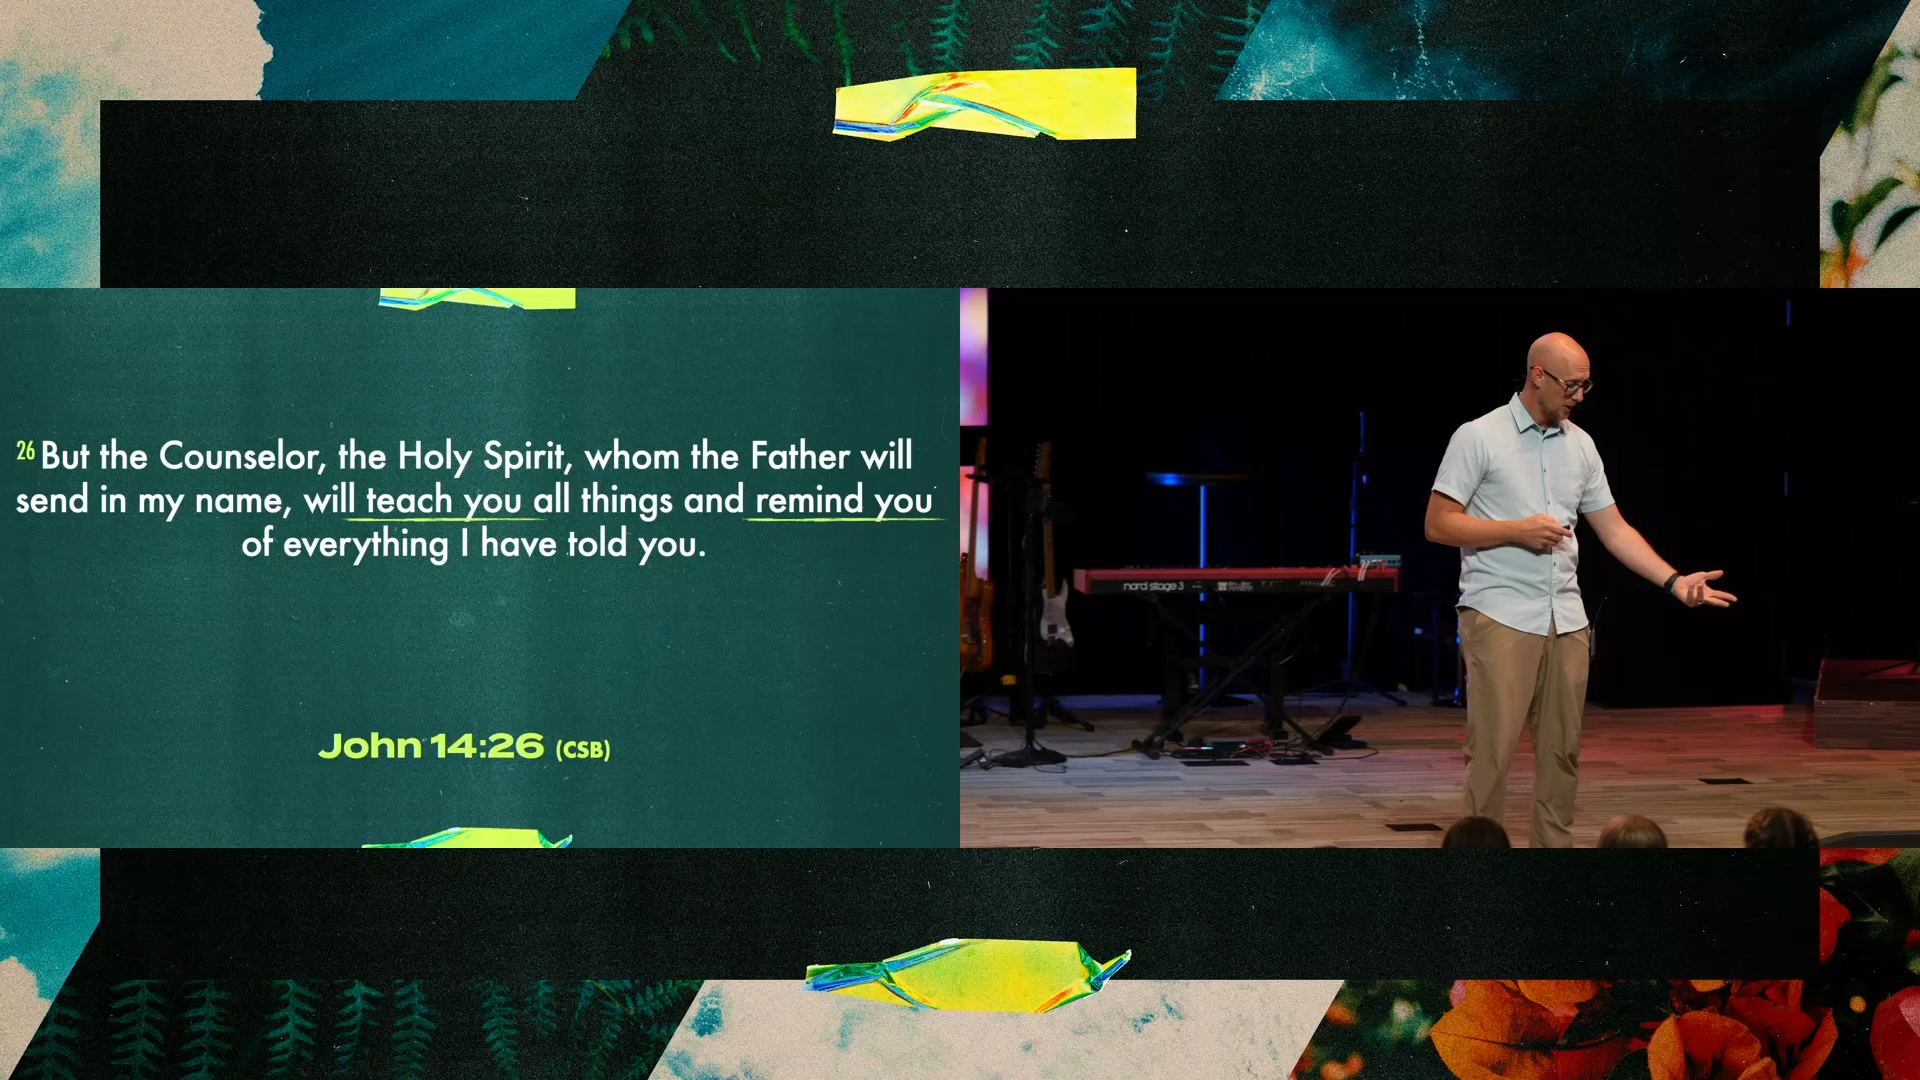 26 But the Counselor, the Holy Spirit, whom the Father will
send in my name, will teach you all things and remind you
of everything I have told you.
John 14:26 (CSB)
nord stage 3